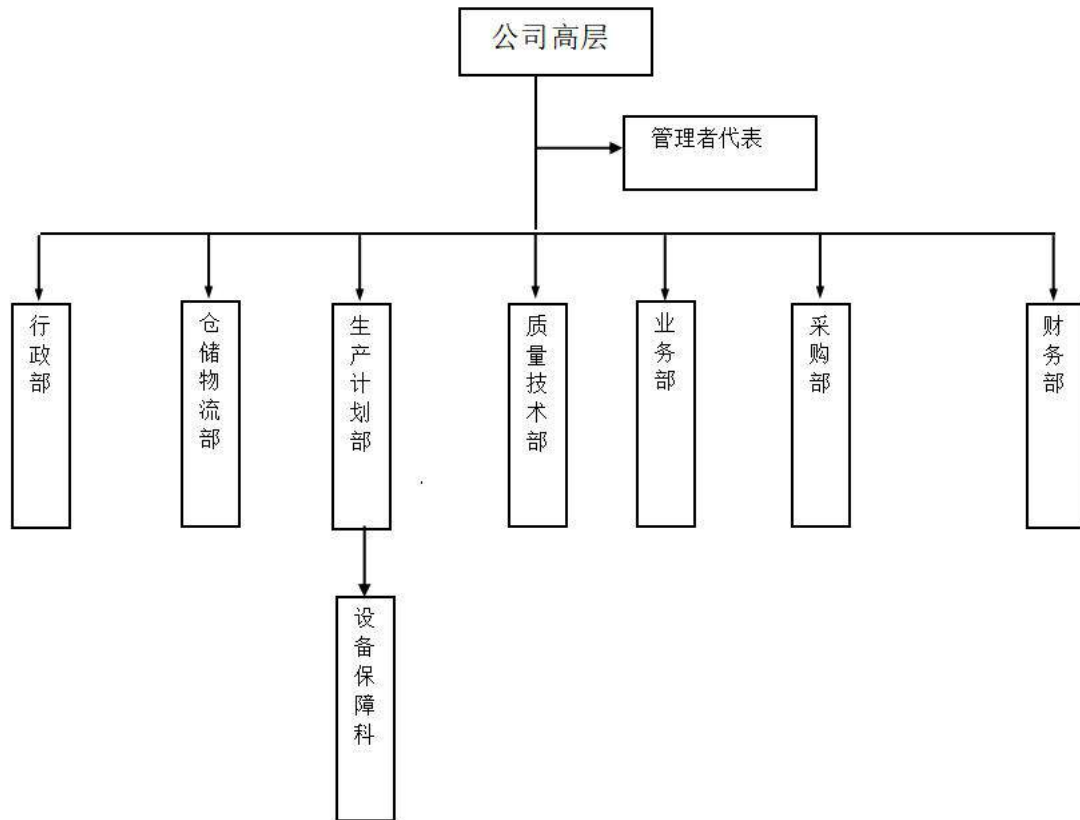 公司高层
管理者代表
行政部
仓储物流部
生产计划部
质量技术部
业务部
采购部
财务部
设备保障科